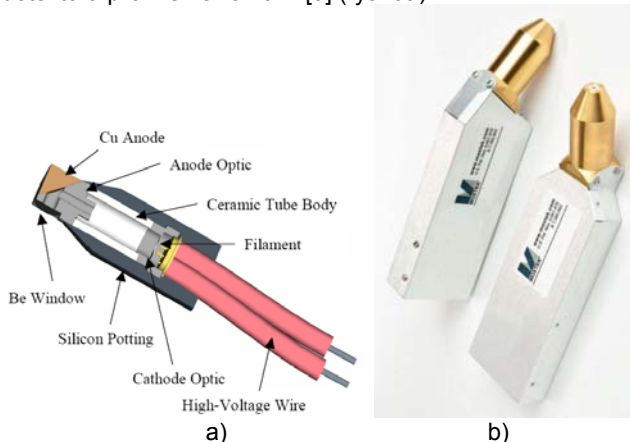 Cu Anode
Anode Optic
Ceramic Tube Body
Filament
Be Window
Silicon Potting
Cathode Optic
High-Voltage Wire
a)
b)